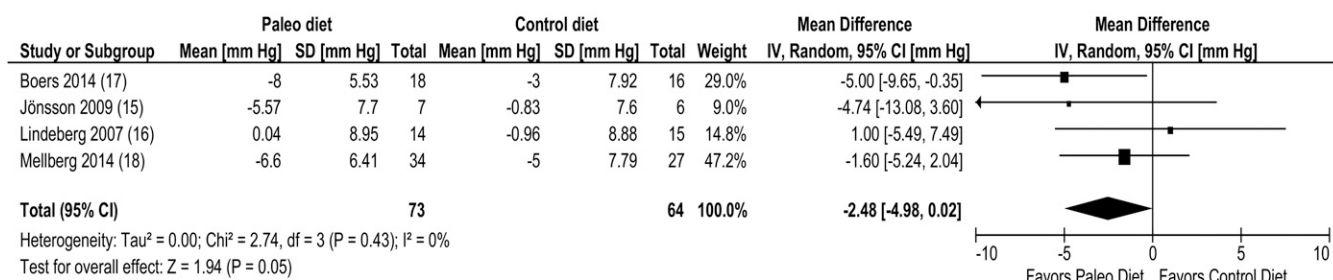 Paleo diet Control diet Mean Difference Mean Difference
Study or Subgroup Mean [mm Hg] SD [mm Hg] Total Mean [mm Hg] SD [mm Hg] Total Weight IV, Random, 95% CI [mm Hg] IV, Random, 95% CI [mm Hg]
Boers 2014 (17) -8 5.53 18 -3 7.92 16 29.0% -5.00 [-9.65, -0.35]
Jönsson 2009 (15) -5.57 7.7 7 -0.83 7.6 6 9.0% -4.74 [-13.08, 3.60]
Lindeberg 2007 (16) 0.04 8.95 14 -0.96 8.88 15 14.8% 1.00 [-5.49, 7.49]
Mellberg 2014 (18) -6.6 6.41 34 -5 7.79 27 47.2% -1.60 [-5.24, 2.04]
Total (95% CI) 73 64 100.0% -2.48 [-4.98, 0.02]
Heterogeneity: Tau² = 0.00; Chi² = 2.74, df = 3 (P = 0.43); I² = 0%
Test for overall effect: Z = 1.94 (P = 0.05)
-10 -5 0 5 10
Favors Paleo Diet Favors Control Diet